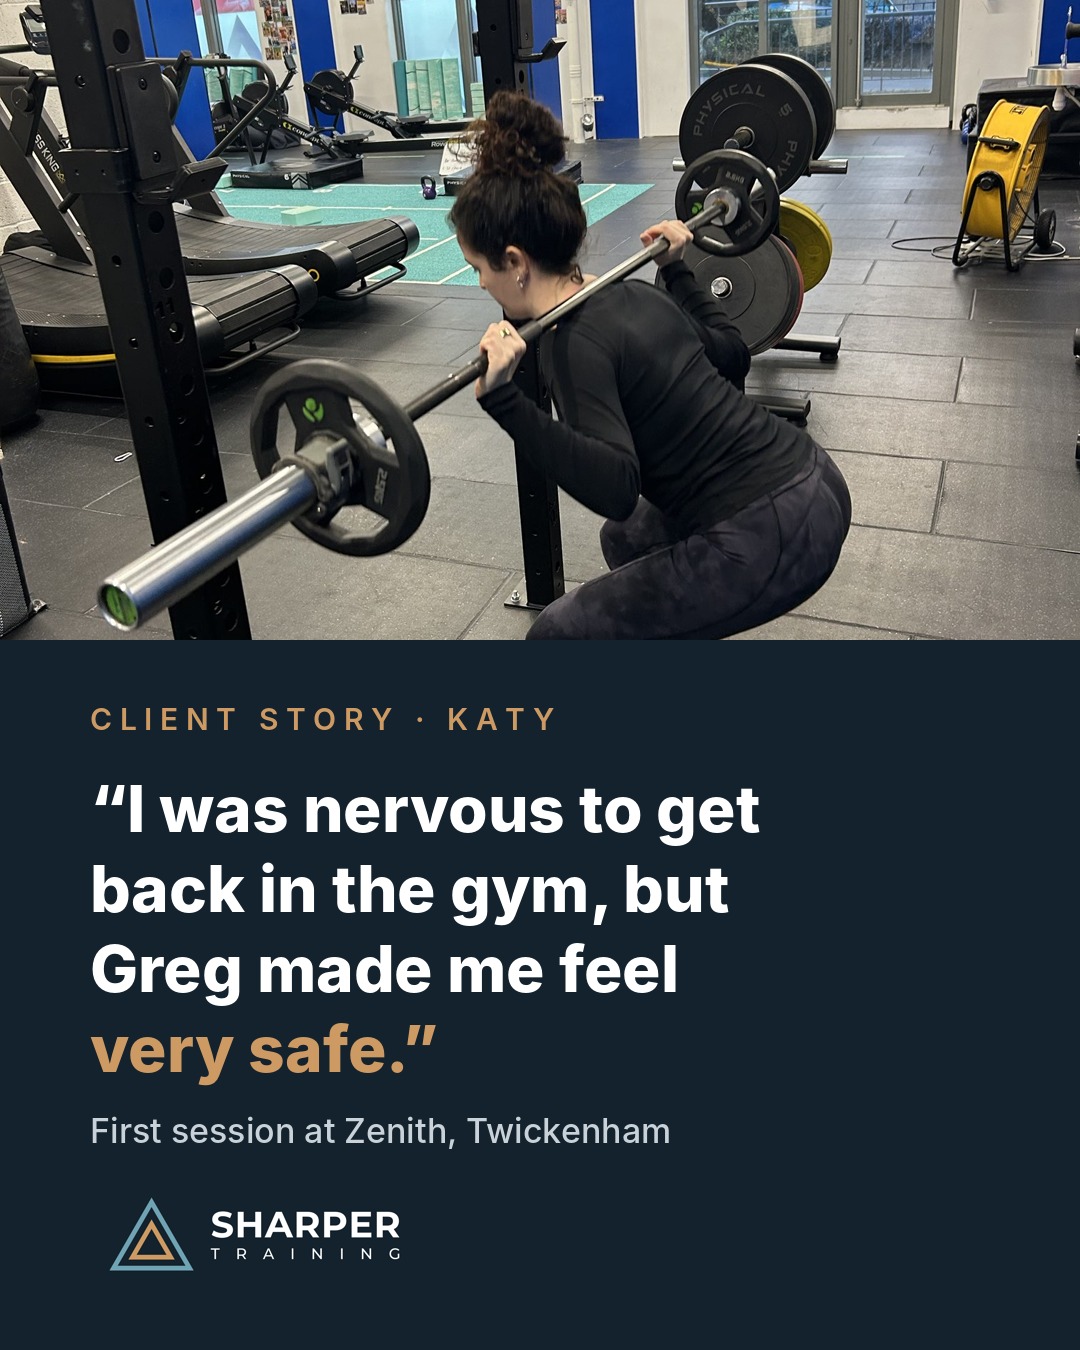 PHYSICAL
CLIENT STORY · KATY
“I was nervous to get
back in the gym, but
Greg made me feel
very safe.”
First session at Zenith, Twickenham
SHARPER
TRAINING